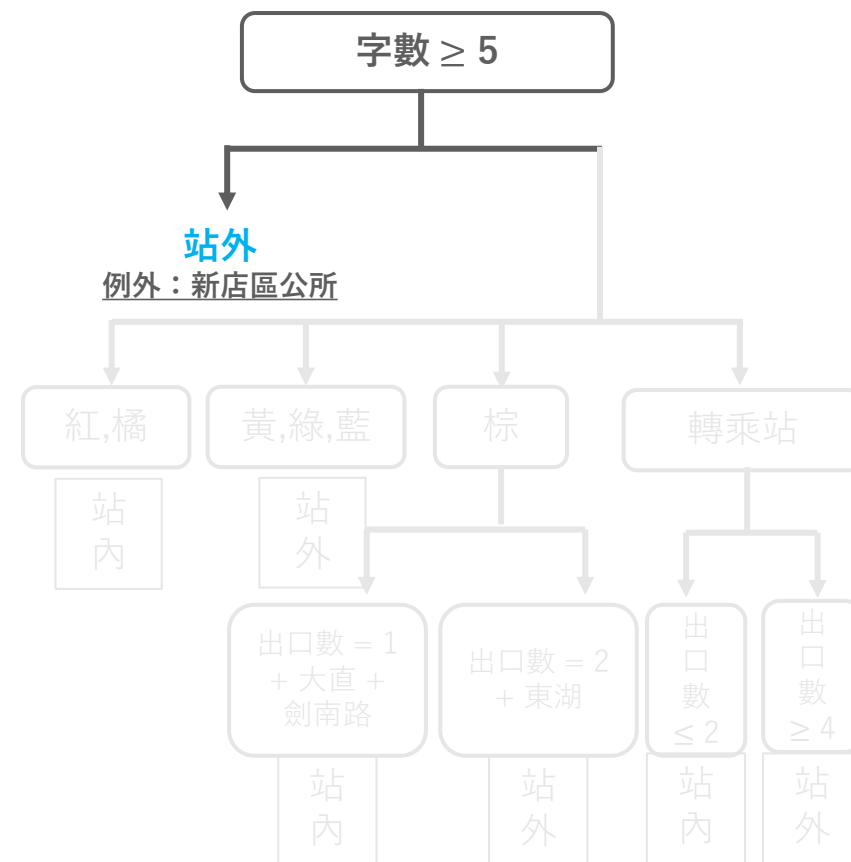 字數 ≥ 5
站外
例外：新店區公所
紅,橘
黃,綠,藍
棕
轉乘站
站
內
站
外
出口數 = 1
+ 大直 +
劍南路
出口數 = 2
+ 東湖
出
口
數
≤ 2
出
口
數
≥ 4
站
內
站
外
站
內
站
外